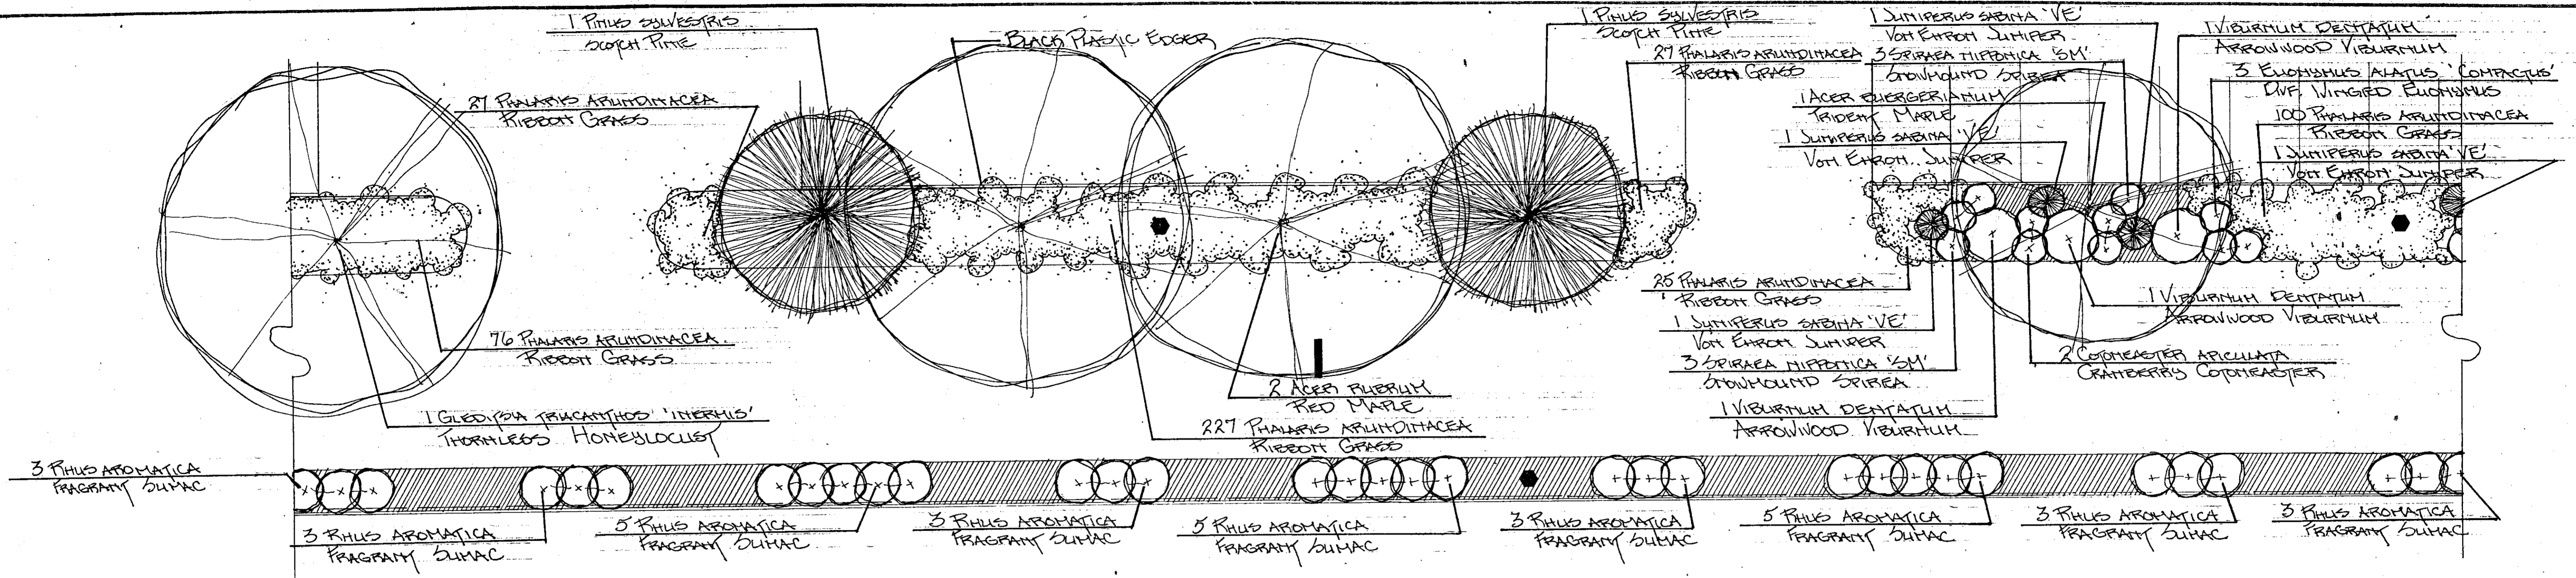 1 PINUS SYLVESTRIS
SCOTCH PINE
BLACK PLASTIC EDGER
1 PINUS SYLVESTRIS
SCOTCH PINE
27 PHALARIS ARUNDINACEA
RIBBON GRASS
1 JUNIPERUS SABINA 'VE'
VON EHRON JUNIPER
3 SPIRAEA NIPPONICA 'SM'
SNOWMOUND SPIREA
1 VIBURNUM DENTATUM
ARROWWOOD VIBURNUM
3 EUONYMUS ALATUS 'COMPACTUS'
DWF. WINGED EUONYMUS
27 PHALARIS ARUNDINACEA
RIBBON GRASS
1 ACER BUERGERIANUM
TRIDENT MAPLE
1 JUNIPERUS SABINA 'VE'
VON EHRON JUNIPER
100 PHALARIS ARUNDINACEA
RIBBON GRASS
1 JUNIPERUS SABINA 'VE'
VON EHRON JUNIPER
25 PHALARIS ARUNDINACEA
RIBBON GRASS
1 JUNIPERUS SABINA 'VE'
VON EHRON JUNIPER
3 SPIRAEA NIPPONICA 'SM'
SNOWMOUND SPIREA
1 VIBURNUM DENTATUM
ARROWWOOD VIBURNUM
1 VIBURNUM DENTATUM
ARROWWOOD VIBURNUM
2 COTONEASTER APICULATA
CRANBERRY COTONEASTER
76 PHALARIS ARUNDINACEA
RIBBON GRASS
1 GLEDITSIA TRIACANTHOS 'INERMIS'
THORNLESS HONEYLOCUST
2 ACER RUBRUM
RED MAPLE
227 PHALARIS ARUNDINACEA
RIBBON GRASS
3 RHUS AROMATICA
FRAGRANT SUMAC
3 RHUS AROMATICA
FRAGRANT SUMAC
5 RHUS AROMATICA
FRAGRANT SUMAC
3 RHUS AROMATICA
FRAGRANT SUMAC
5 RHUS AROMATICA
FRAGRANT SUMAC
3 RHUS AROMATICA
FRAGRANT SUMAC
5 RHUS AROMATICA
FRAGRANT SUMAC
3 RHUS AROMATICA
FRAGRANT SUMAC
3 RHUS AROMATICA
FRAGRANT SUMAC